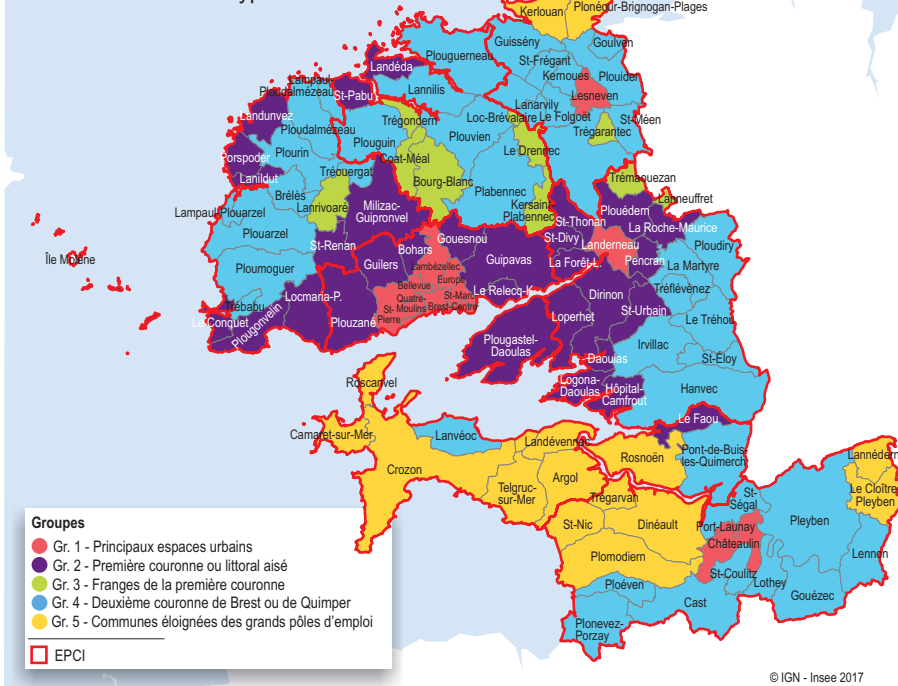 Kerlouan
Plonéour-Brignogan-Plages
Guissény
Goulven
Plouguerneau
St-Frégant
Landéda
Kernoues
Plouider
Lampaul-
Ploudalmézeau
St-Pabu
Lannilis
Lesneven
Landunvez
Trégondern
Loc-Brévalaire
Lanarvily
Le Folgoët
St-Méen
Ploudalmézeau
Plouvien
Trégarantec
Plouguin
Porspoder
Plourin
Coat-Méal
Le Drennec
Tréouergat
Lanildut
Bourg-Blanc
Plabennec
Trémaouezan
Brélès
Lanrivoaré
Kersaint-
Plabennec
Lanneuffret
Lampaul-Plouarzel
Milizac-
Guipronvel
St-Thonan
Plouédern
La Roche-Maurice
Plouarzel
St-Renan
Bohars
Gouesnou
St-Divy
Landerneau
Ploudiry
Île Molène
Guilers
Lambézellec
Guipavas
La Forêt-L.
Pencran
La Martyre
Ploumoguer
Europe
Bellevue
Le Relecq-K
Dirinon
Tréflévénez
Trébabu
Locmaria-P.
Quatre-
Moulins
St-Marc
Brest-Centre
St-
Pierre
Plouzané
Loperhet
St-Urbain
Le Tréhou
Le Conquet
Plougonvelin
Plougastel-
Daoulas
Irvillac
Daoulas
St-Éloy
Roscanvel
Logona-
Daoulas
Hôpital-
Camfrout
Hanvec
Le Faou
Camaret-sur-Mer
Lanvéoc
Landévennec
Rosnoën
Pont-de-Buis-
les-Quimerch
Lannédern
Crozon
Argol
Le Cloître-
Pleyben
Telgruc-
sur-Mer
Trégarvan
St-
Ségal
Groupes
St-Nic
Dinéault
Port-Launay
Pleyben
Gr. 1 - Principaux espaces urbains
Châteaulin
Gr. 2 - Première couronne ou littoral aisé
Plomodiern
Lennon
Gr. 3 - Franges de la première couronne
St-Coulitz
Lothey
Gr. 4 - Deuxième couronne de Brest ou de Quimper
Ploéven
Cast
Gouézec
Gr. 5 - Communes éloignées des grands pôles d'emploi
Plonevez-
Porzay
EPCI
© IGN - Insee 2017